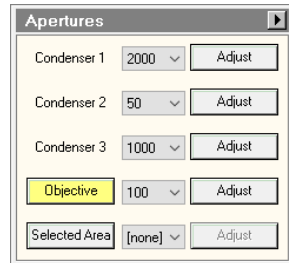 Apertures
Condenser 1 2000 Adjust
Condenser 2 50 Adjust
Condenser 3 1000 Adjust
Objective 100 Adjust
Selected Area [none] Adjust